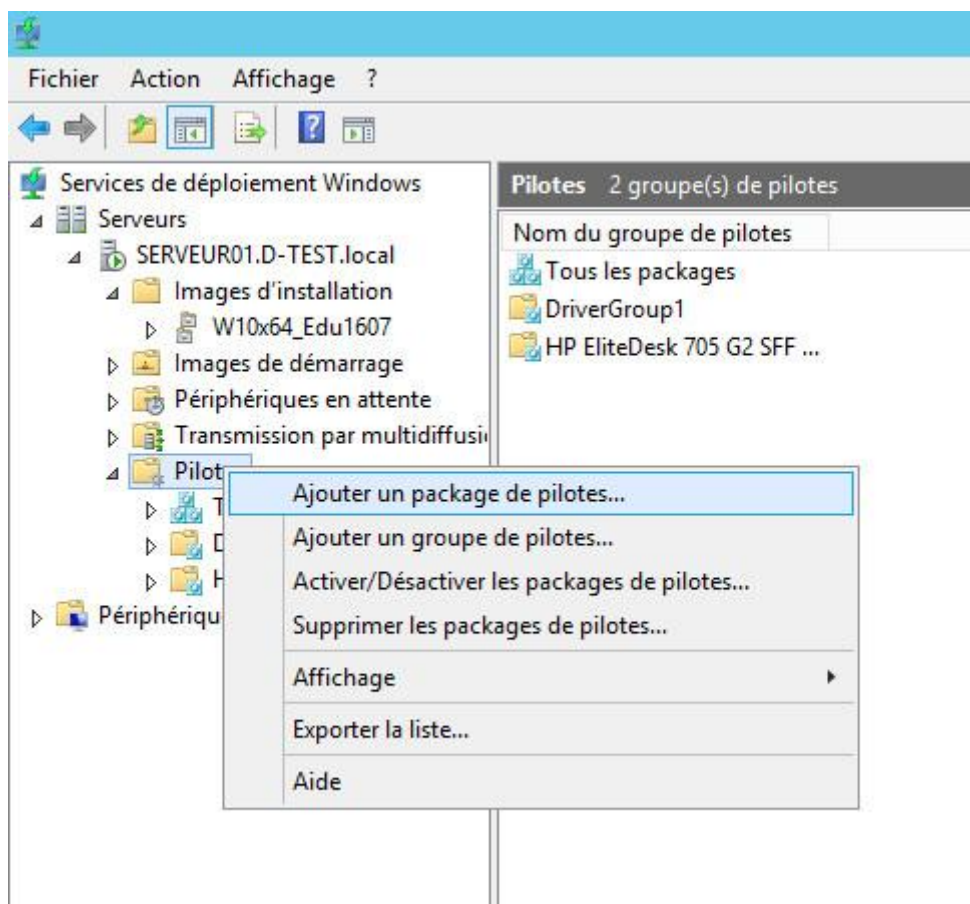 Fichier Action Affichage ?
Services de déploiement Windows
Serveurs
SERVEUR01.D-TEST.local
Images d'installation
W10x64_Edu1607
Images de démarrage
Périphériques en attente
Transmission par multidiffusi
Pilot
T
D
H
Périphériqu
Pilotes 2 groupe(s) de pilotes
Nom du groupe de pilotes
Tous les packages
DriverGroup1
HP EliteDesk 705 G2 SFF ...
Ajouter un package de pilotes...
Ajouter un groupe de pilotes...
Activer/Désactiver les packages de pilotes...
Supprimer les packages de pilotes...
Affichage
Exporter la liste...
Aide